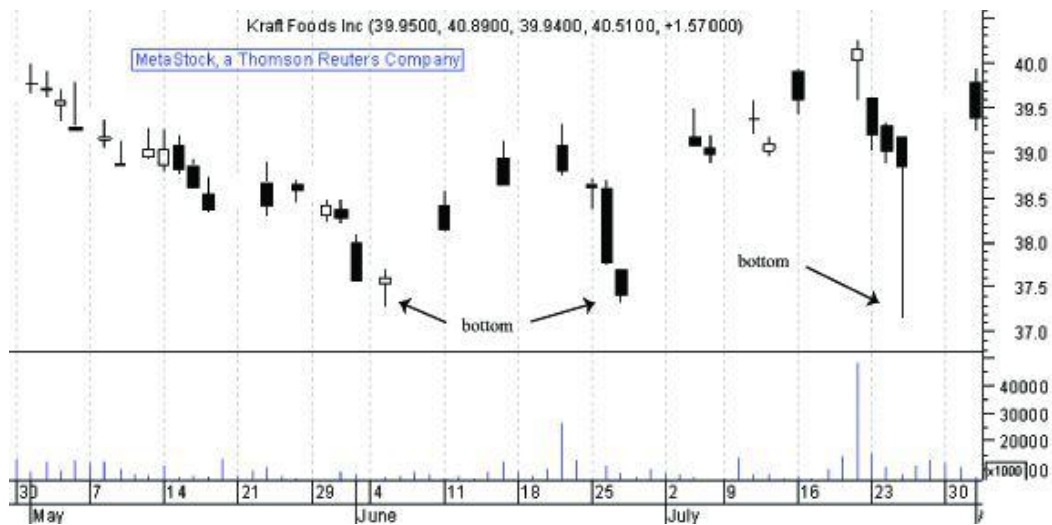 Kraft Foods Inc (39.9500, 40.8900, 39.9400, 40.5100, +1.57000)
MetaStock, a Thomson Reuters Company
40.0
39.5
39.0
38.5
38.0
bottom
37.5
bottom
37.0
40000
30000
20000
x1000
30 7 14 21 29 4 11 18 25 2 9 16 23 30
May June July